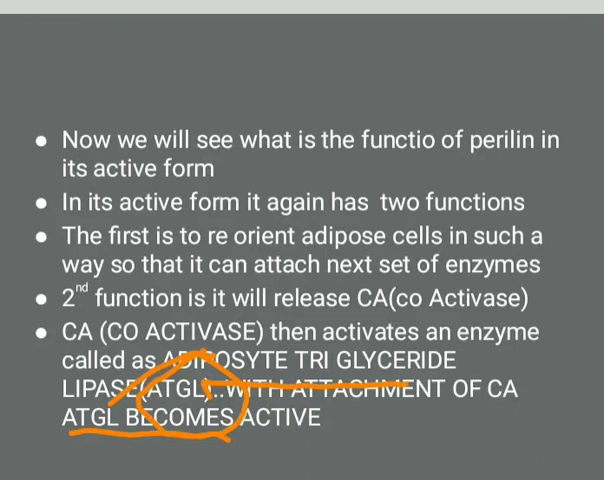 ● Now we will see what is the functio of perilin in
its active form
● In its active form it again has two functions
● The first is to re orient adipose cells in such a
way so that it can attach next set of enzymes
● 2nd function is it will release CA(co Activase)
● CA (CO ACTIVASE) then activates an enzyme
called as ADIPOSYTE TRI GLYCERIDE
LIPASE(ATGL)..WITH ATTACHMENT OF CA
ATGL BECOMES ACTIVE